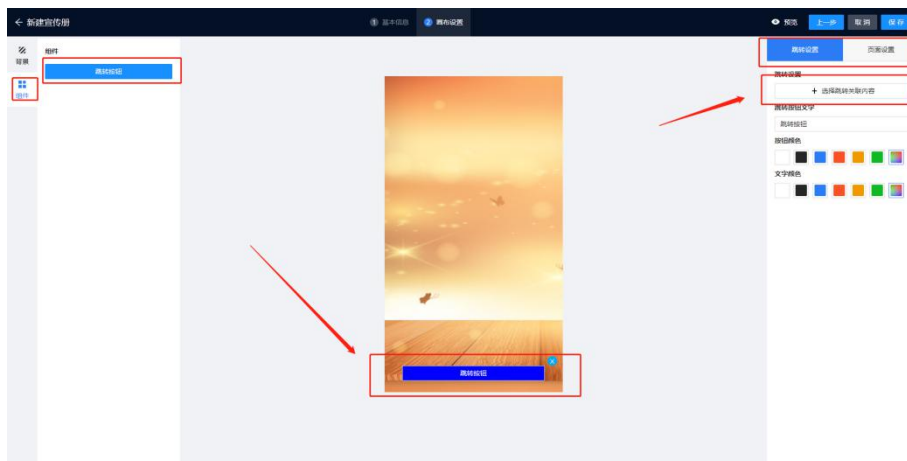 ← 新建宣传册
1 基本信息
2 画布设置
预览
上一步
取消
保存
背景
组件
组件
跳转按钮
跳转按钮
跳转设置
页面设置
跳转设置
+ 选择跳转关联内容
跳转按钮文字
跳转按钮
按钮颜色
文字颜色